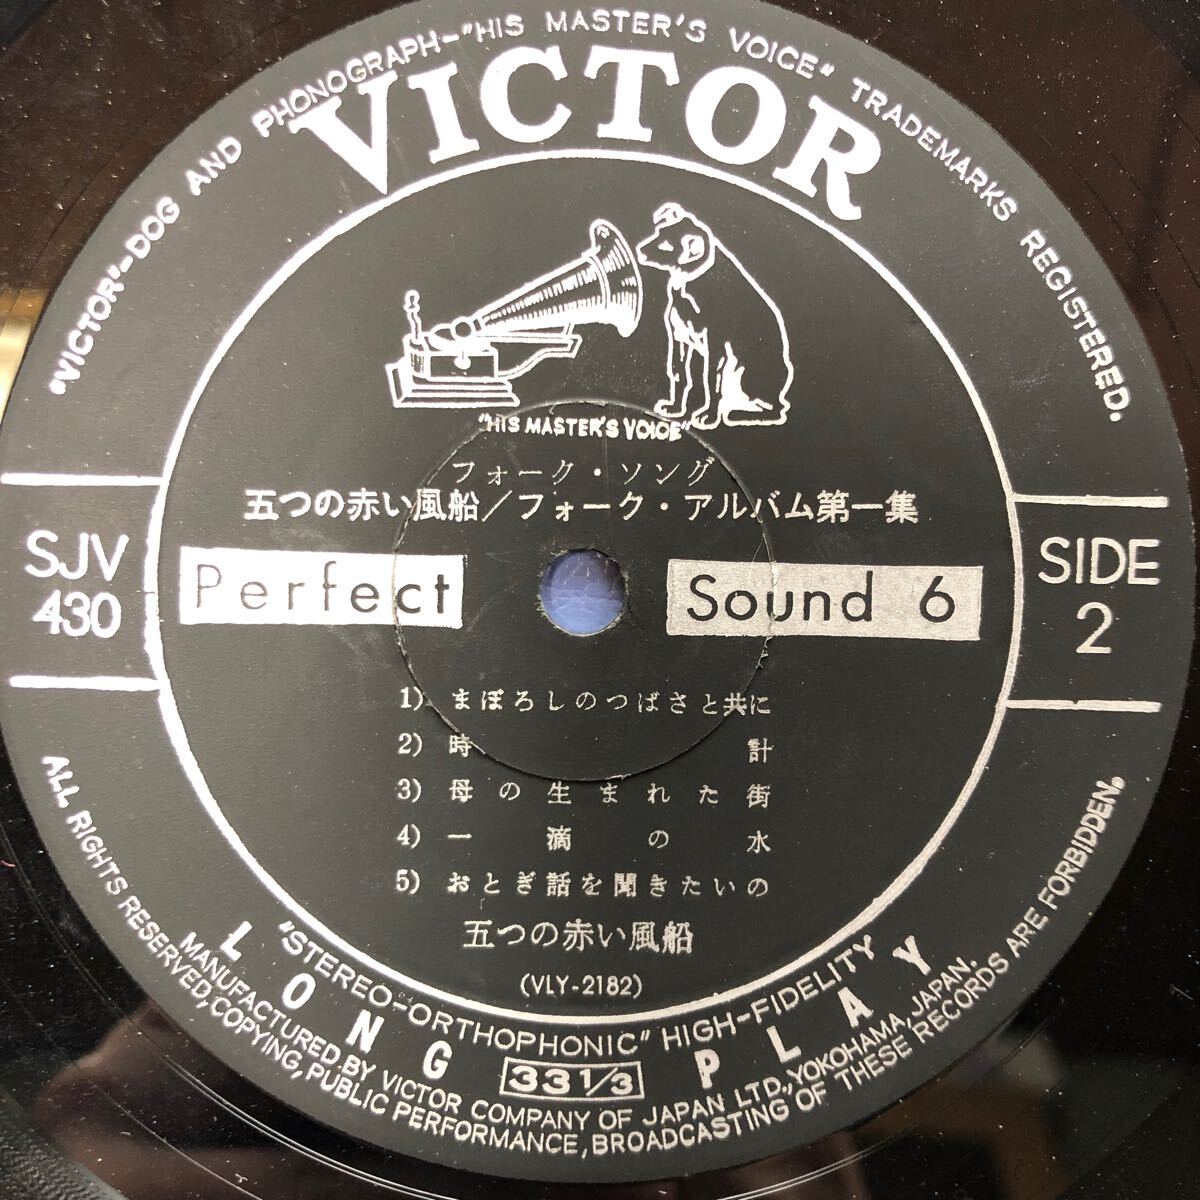 "VICTOR"-DOG AND PHONOGRAPH-"HIS MASTER'S VOICE" TRADEMARKS REGISTERED.
VICTOR
"HIS MASTER'S VOICE"
フォーク・ソング
五つの赤い風船/フォーク・アルバム第一集
SJV
430
Perfect Sound 6
SIDE
2
1) まぼろしのつばさと共に
2) 時計
3) 母の生まれた街
4) 一滴の水
5) おとぎ話を聞きたいの
五つの赤い風船
(VLY-2182)
"STEREO-ORTHOPHONIC" HIGH-FIDELITY
LONG PLAY
33 1/3
MANUFACTURED BY VICTOR COMPANY OF JAPAN LTD., YOKOHAMA, JAPAN.
ALL RIGHTS RESERVED, COPYING, PUBLIC PERFORMANCE, BROADCASTING OF THESE RECORDS ARE FORBIDDEN.